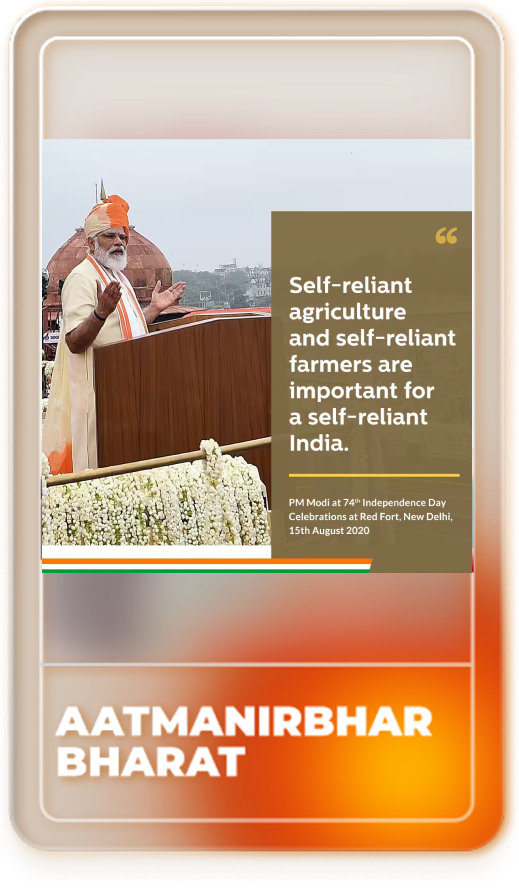 “
Self-reliant
agriculture
and self-reliant
farmers are
important for
a self-reliant
India.
PM Modi at 74th Independence Day
Celebrations at Red Fort, New Delhi,
15th August 2020
AATMANIRBHAR
BHARAT